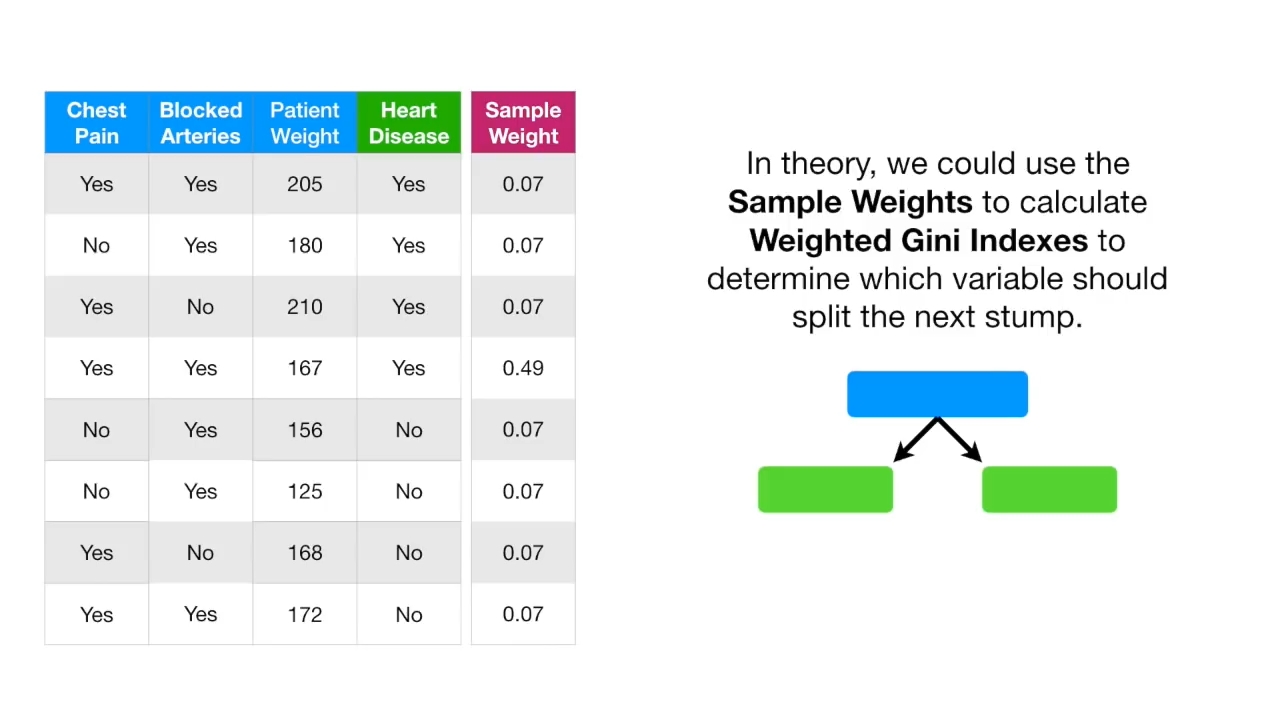 Chest Pain Blocked Arteries Patient Weight Heart Disease Sample Weight
Yes Yes 205 Yes 0.07
No Yes 180 Yes 0.07
Yes No 210 Yes 0.07
Yes Yes 167 Yes 0.49
No Yes 156 No 0.07
No Yes 125 No 0.07
Yes No 168 No 0.07
Yes Yes 172 No 0.07
In theory, we could use the
Sample Weights to calculate
Weighted Gini Indexes to
determine which variable should
split the next stump.